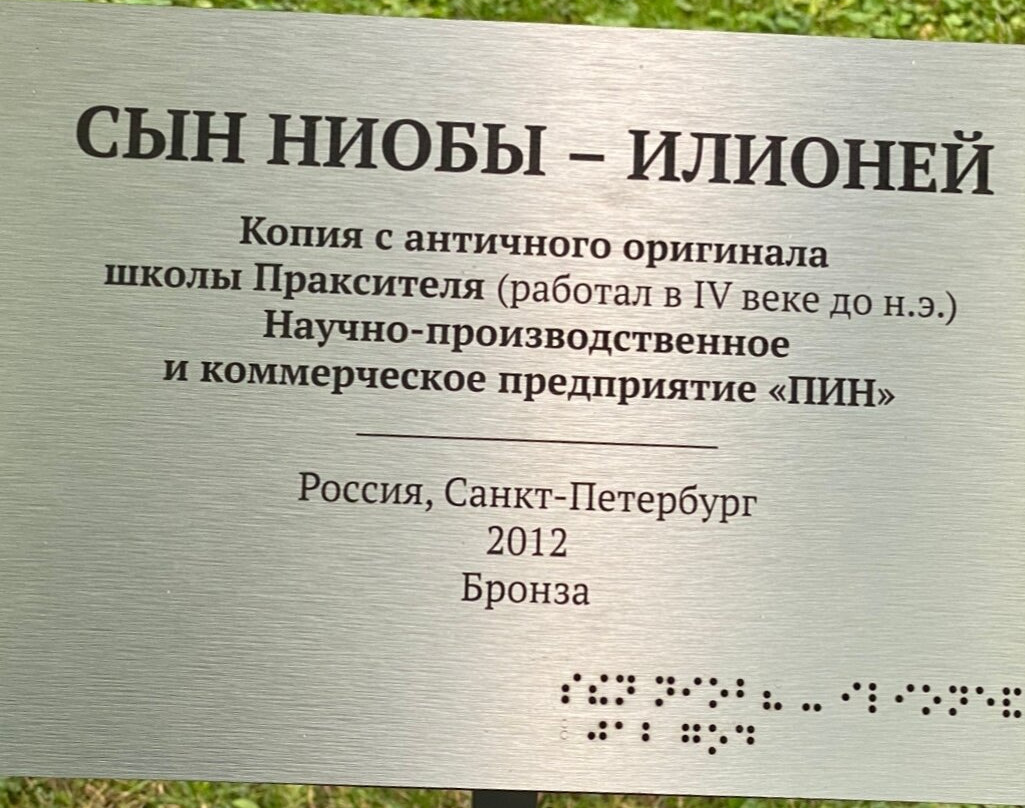 СЫН НИОБЫ – ИЛИОНЕЙ
Копия с античного оригинала
школы Праксителя (работал в IV веке до н.э.)
Научно-производственное
и коммерческое предприятие «ПИН»
Россия, Санкт-Петербург
2012
Бронза